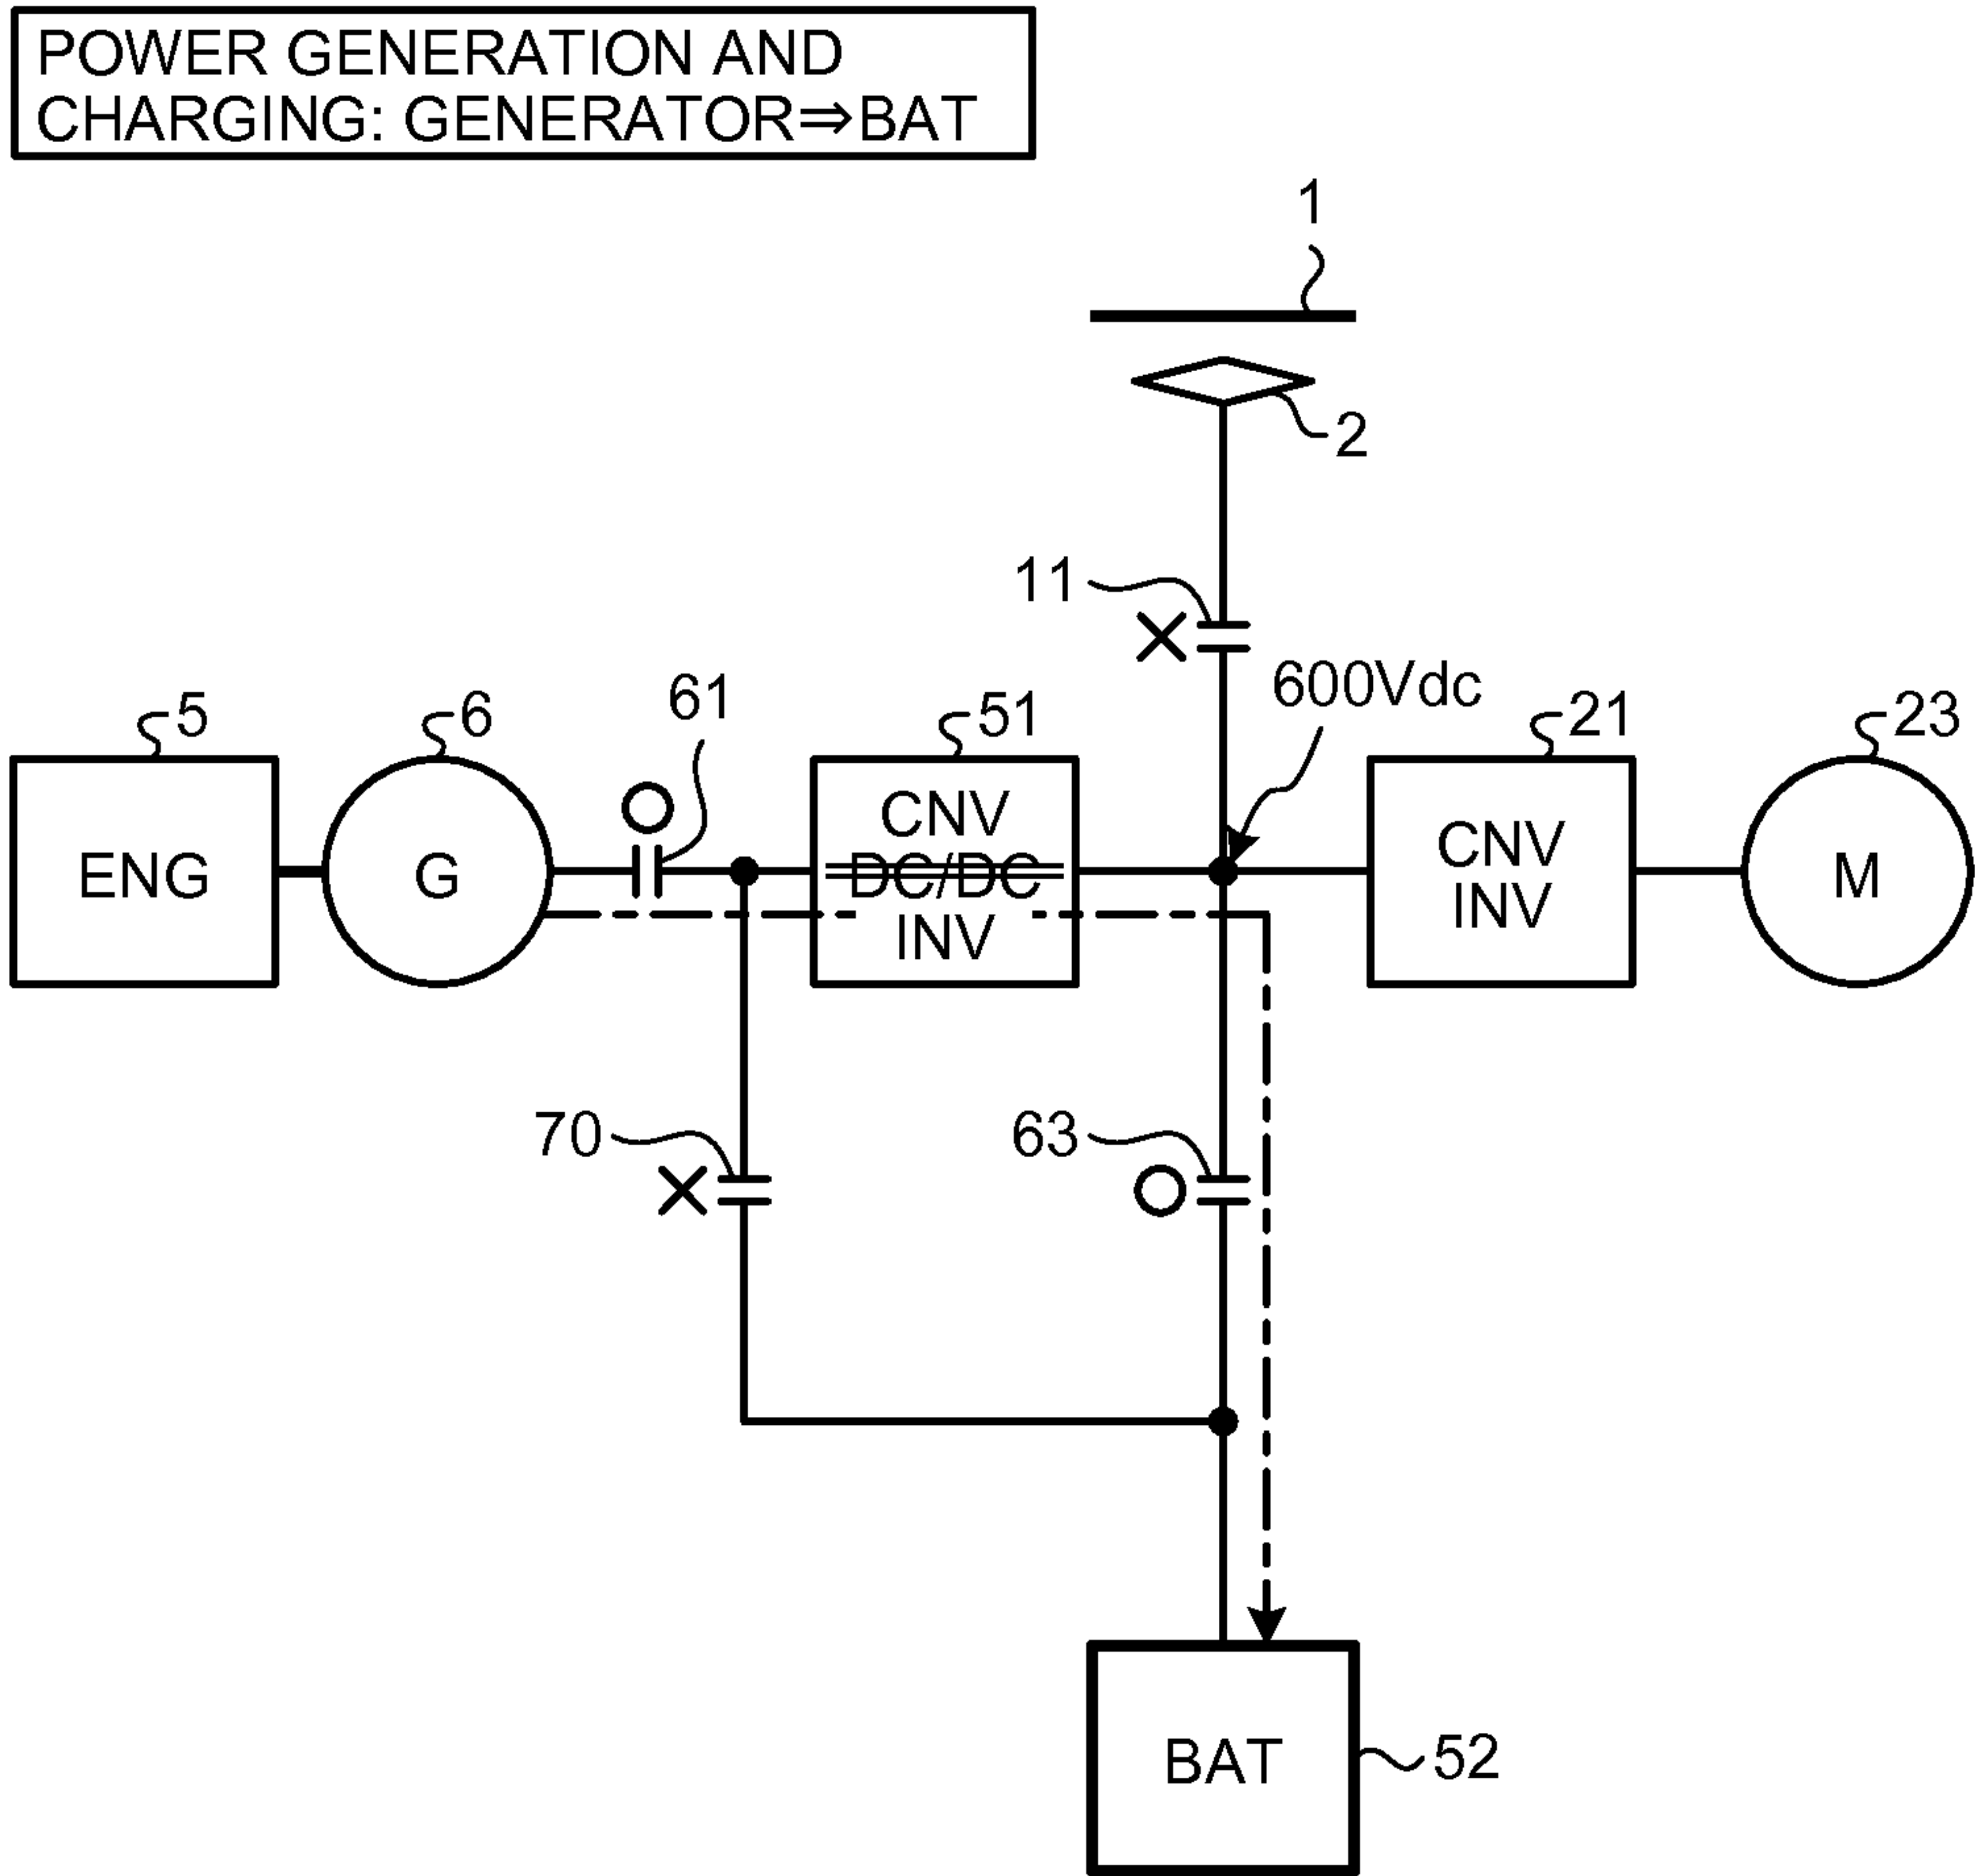 POWER GENERATION AND
CHARGING: GENERATOR⇒BAT
1
2
11
600Vdc
5
6
61
51
21
23
ENG
G
CNV
DC/DC
INV
CNV
INV
M
70
63
BAT
52